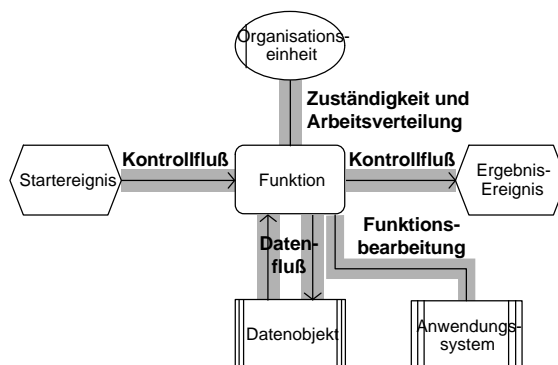 Organisations-
einheit
Zuständigkeit und
Arbeitsverteilung
Kontrollfluß
Kontrollfluß
Startereignis
Funktion
Ergebnis-
Ereignis
Daten-
fluß
Funktions-
bearbeitung
Datenobjekt
Anwendungs-
system